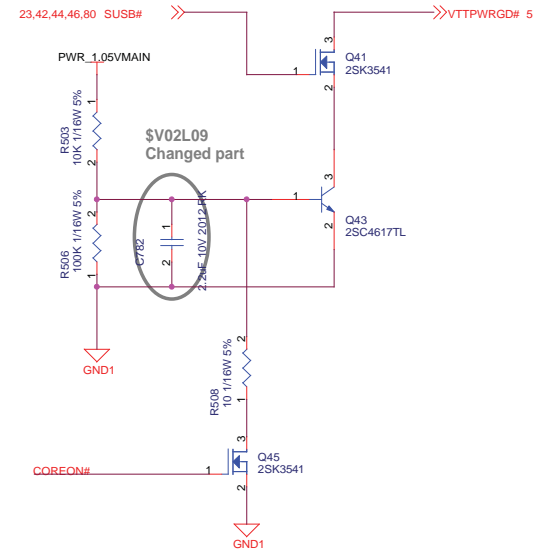 23,42,44,46,80 SUSB#
VTTPWRGD# 5
3
Q41
2SK3541
1
2
PWR_1.05VMAIN
1
R503
10K 1/16W 5%
2
$V02L09
Changed part
3
1
Q43
2SC4617TL
2
2
R506
100K 1/16W 5%
1
1
C782
2
2.2uF 10V 2012 RK
GND1
2
R508
10 1/16W 5%
1
3
Q45
2SK3541
COREON#
1
2
GND1